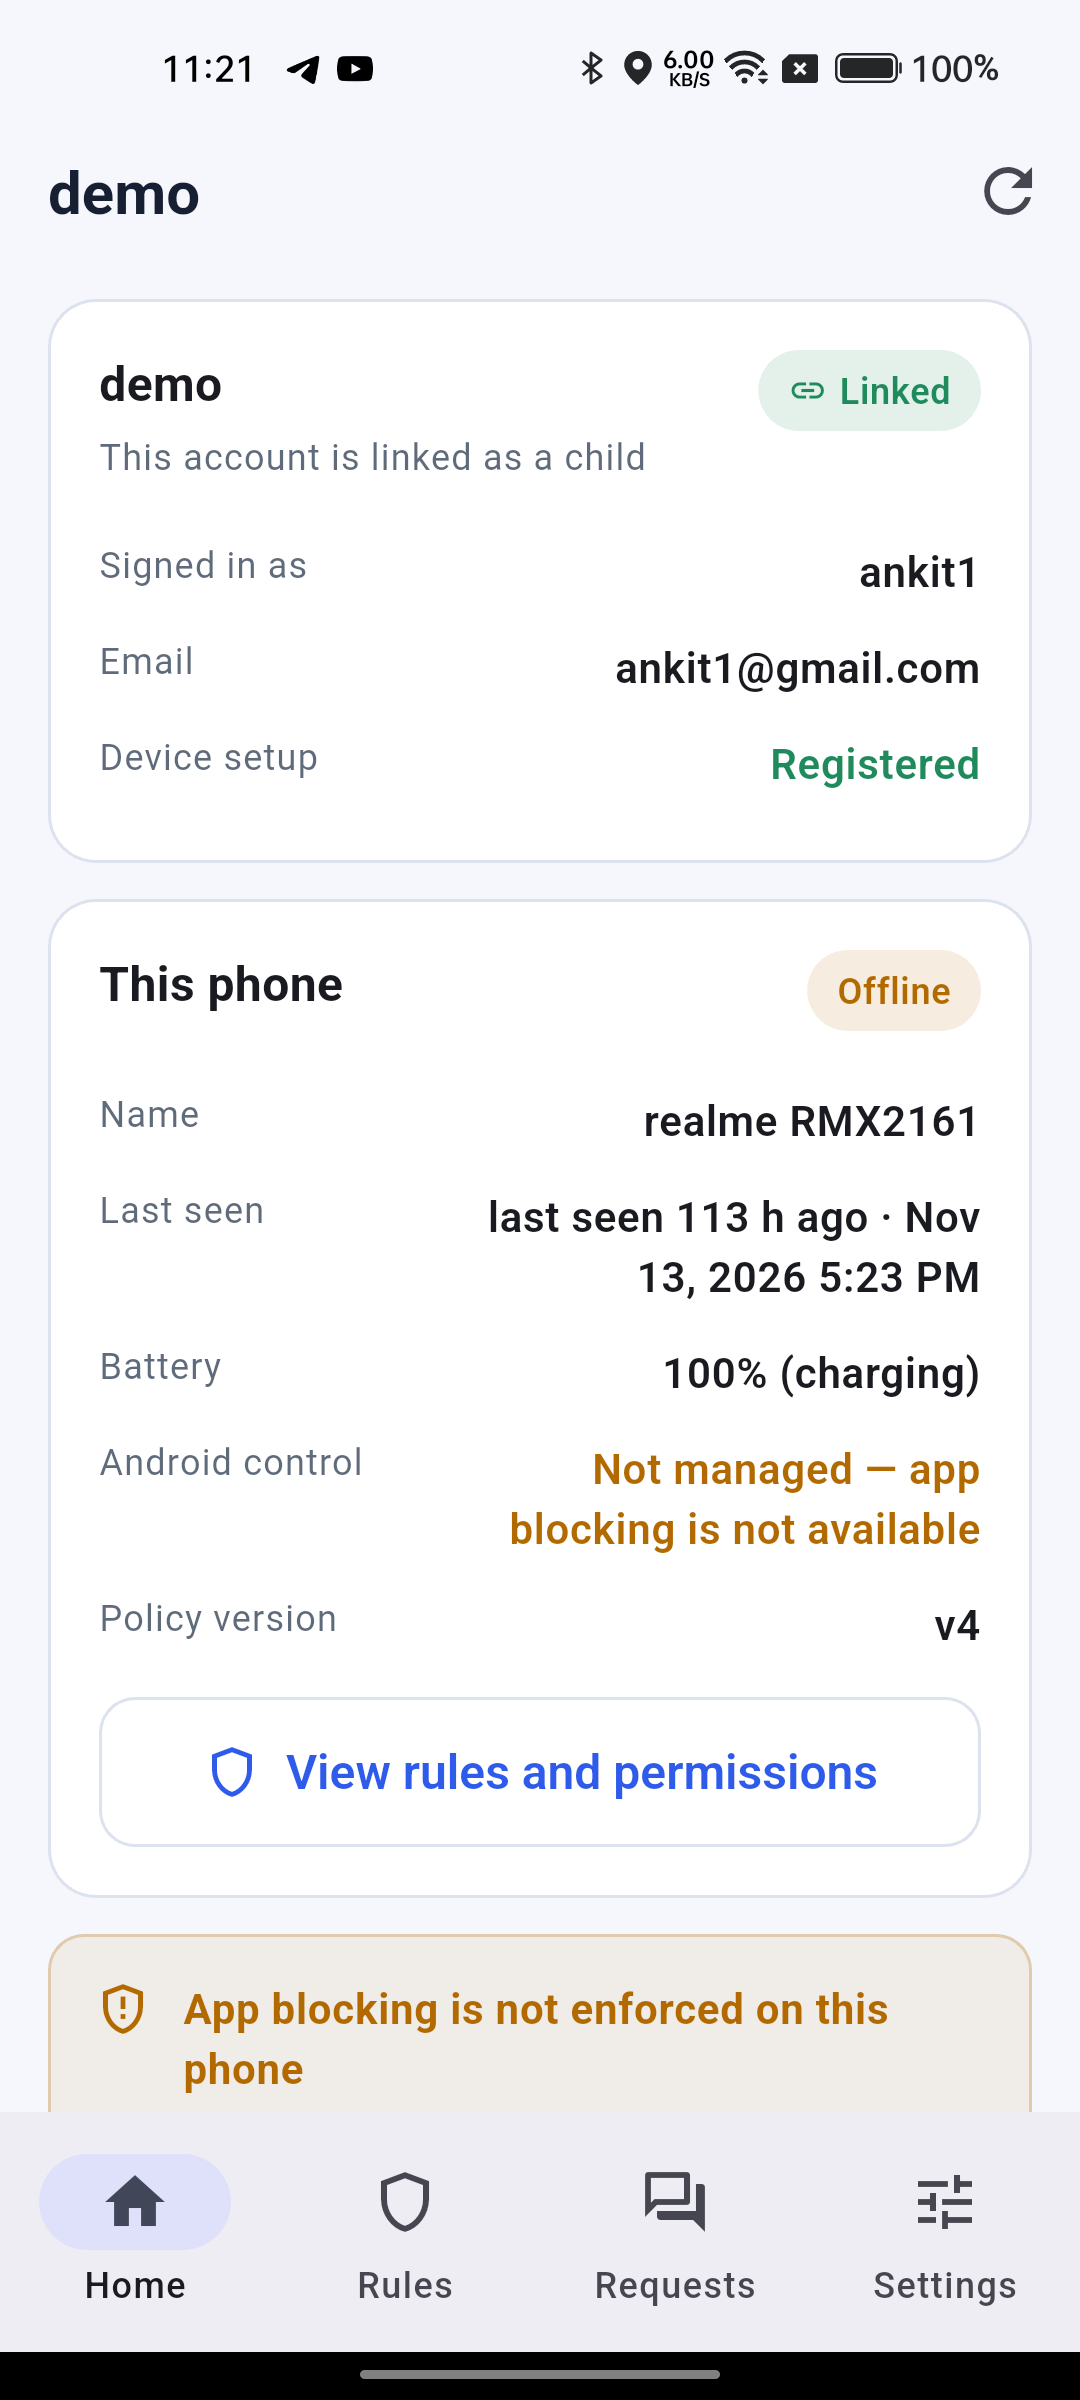 11:21
6.00
KB/S
100%
demo
demo
Linked
This account is linked as a child
Signed in as
ankit1
Email
ankit1@gmail.com
Device setup
Registered
This phone
Offline
Name
realme RMX2161
Last seen
last seen 113 h ago · Nov
13, 2026 5:23 PM
Battery
100% (charging)
Android control
Not managed — app
blocking is not available
Policy version
v4
View rules and permissions
App blocking is not enforced on this
phone
Home
Rules
Requests
Settings